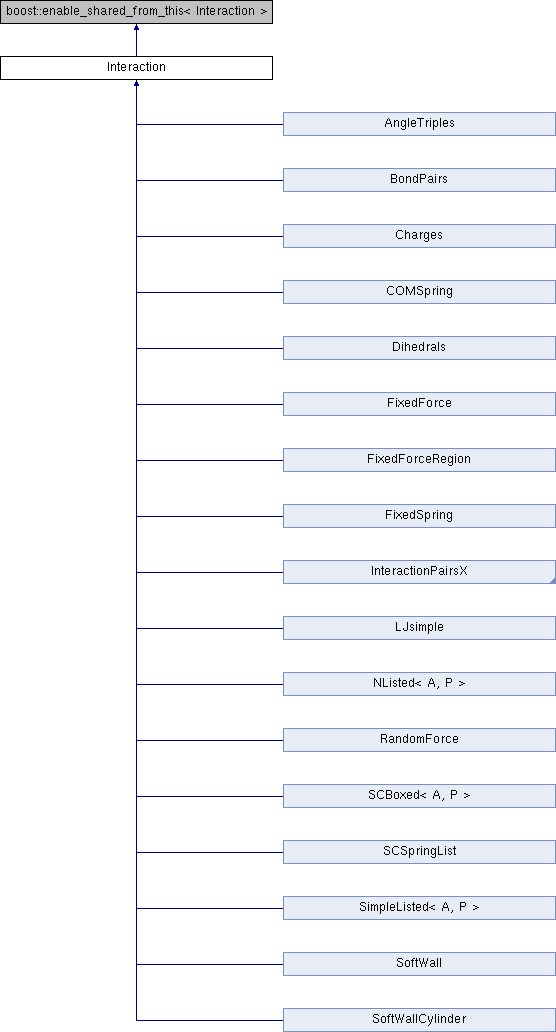 boost::enable_shared_from_this< Interaction >
Interaction
AngleTriples
BondPairs
Charges
COMSpring
Dihedrals
FixedForce
FixedForceRegion
FixedSpring
InteractionPairsX
LJsimple
NListed< A, P >
RandomForce
SCBoxed< A, P >
SCSpringList
SimpleListed< A, P >
SoftWall
SoftWallCylinder